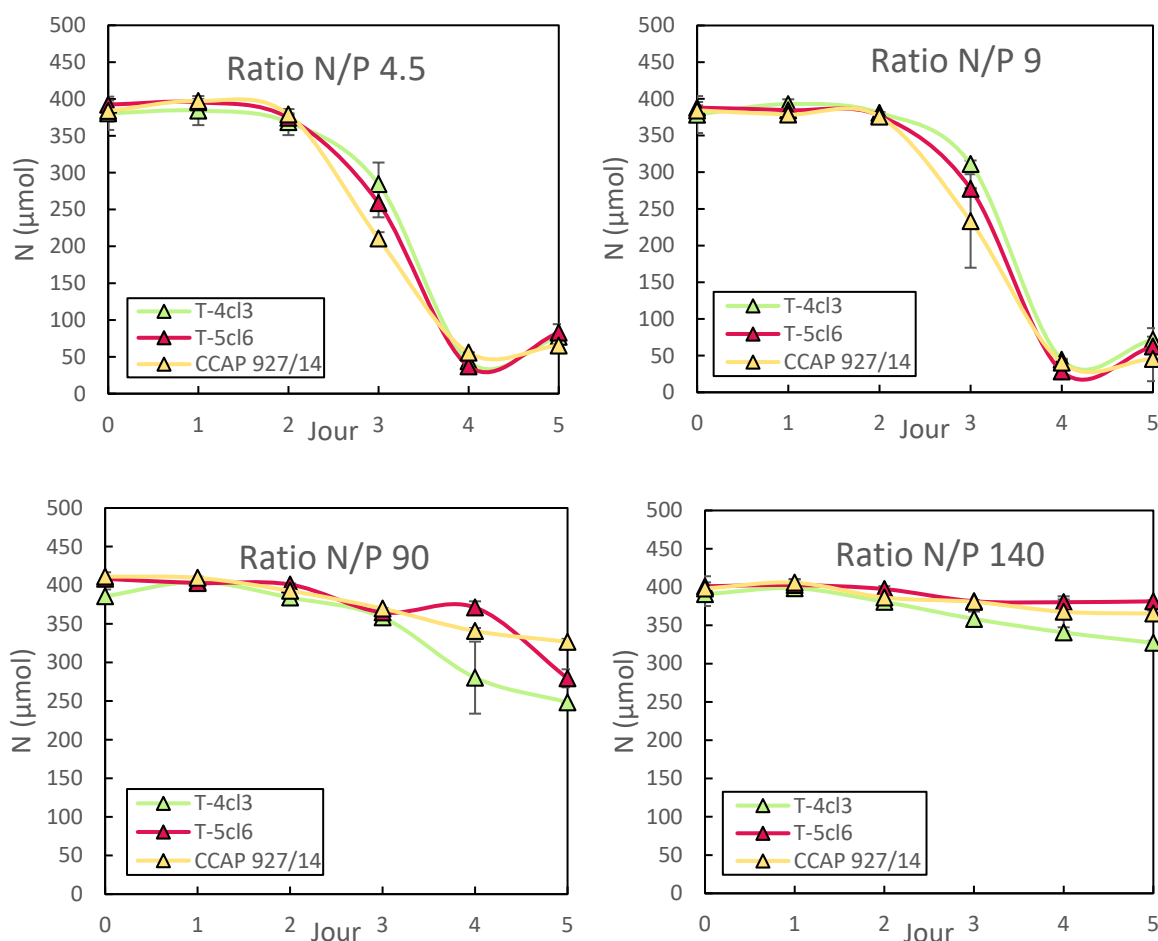 Ratio N/P 4.5
500
450
400
350
300
250
200
150
100
50
0
N (µmol)
T-4cl3
T-5cl6
CCAP 927/14
0 1 2 3 4 5
Jour
Ratio N/P 9
500
450
400
350
300
250
200
150
100
50
0
N (µmol)
T-4cl3
T-5cl6
CCAP 927/14
0 1 2 3 4 5
Jour
Ratio N/P 90
500
450
400
350
300
250
200
150
100
50
0
N (µmol)
T-4cl3
T-5cl6
CCAP 927/14
0 1 2 3 4 5
Ratio N/P 140
500
450
400
350
300
250
200
150
100
50
0
N (µmol)
T-4cl3
T-5cl6
CCAP 927/14
0 1 2 3 4 5